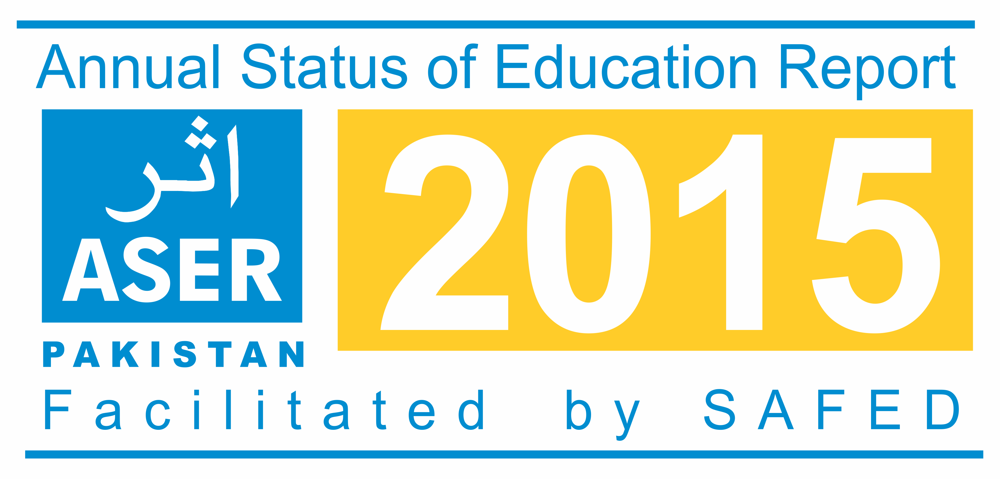 Annual Status of Education Report
اثر
ASER
PAKISTAN
2015
Facilitated by SAFED